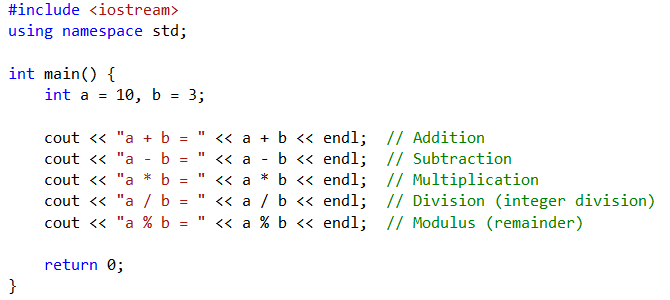 #include <iostream>
using namespace std;

int main() {
    int a = 10, b = 3;

    cout << "a + b = " << a + b << endl;  // Addition
    cout << "a - b = " << a - b << endl;  // Subtraction
    cout << "a * b = " << a * b << endl;  // Multiplication
    cout << "a / b = " << a / b << endl;  // Division (integer division)
    cout << "a % b = " << a % b << endl;  // Modulus (remainder)

    return 0;
}